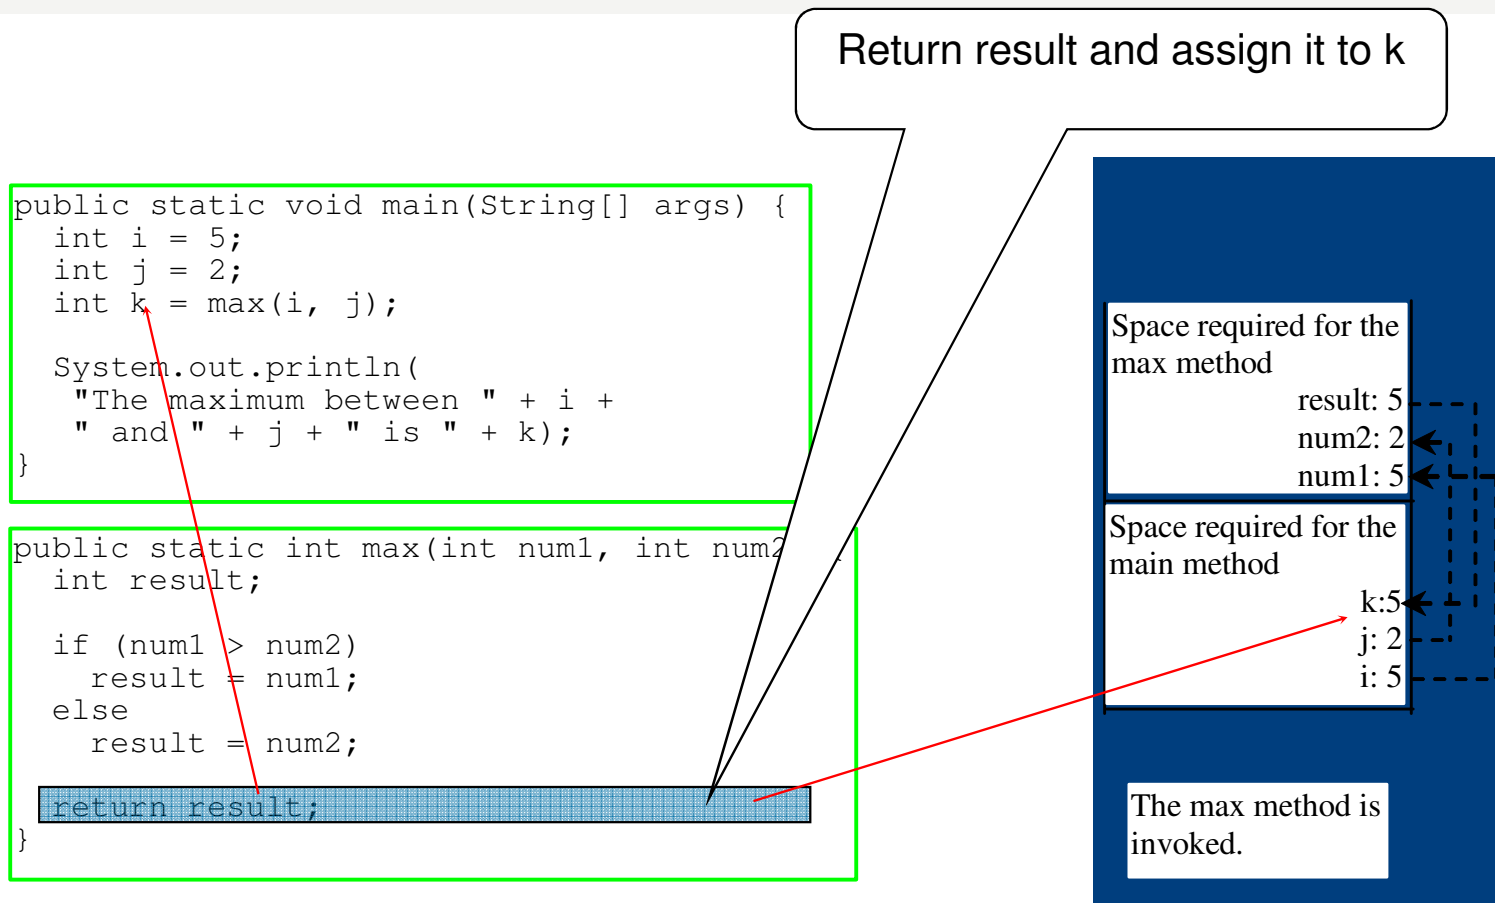 Return result and assign it to k
public static void main(String[] args) {
  int i = 5;
  int j = 2;
  int k = max(i, j);
  System.out.println(
   "The maximum between " + i +
   " and " + j + " is " + k);
}
public static int max(int num1, int num2 {
  int result;
  if (num1 > num2)
    result = num1;
  else
    result = num2;
  return result;
}
Space required for the
max method
result: 5
num2: 2
num1: 5
Space required for the
main method
k:5
j: 2
i: 5
The max method is
invoked.